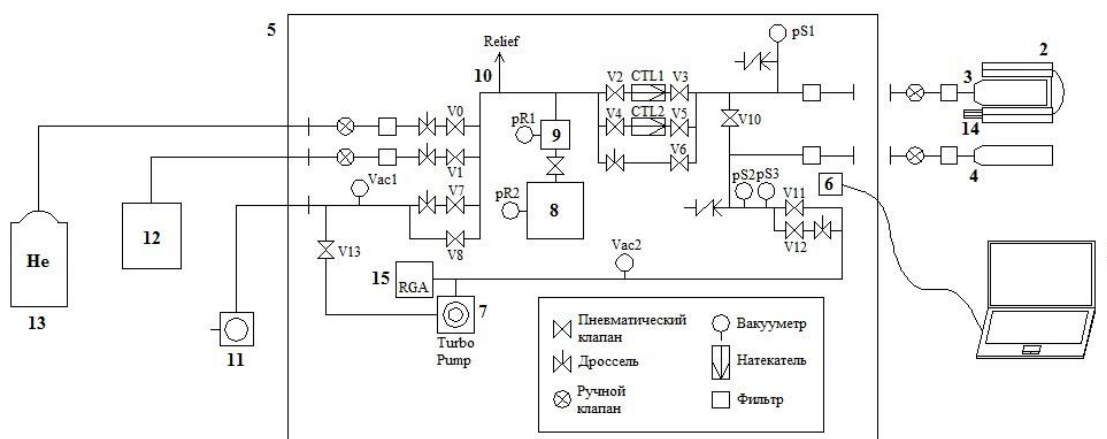 5
Relief
10
pS1
2
3
14
4
V2
CTL1
V3
V4
CTL2
V5
V6
V10
pR1
9
V0
V1
Vac1
V7
V8
pR2
8
pS2
pS3
6
V11
V12
V13
Vac2
He
13
12
11
15
RGA
7
Turbo
Pump
Пневматический
клапан
Дроссель
Ручной
клапан
Вакууметр
Натекатель
Фильтр